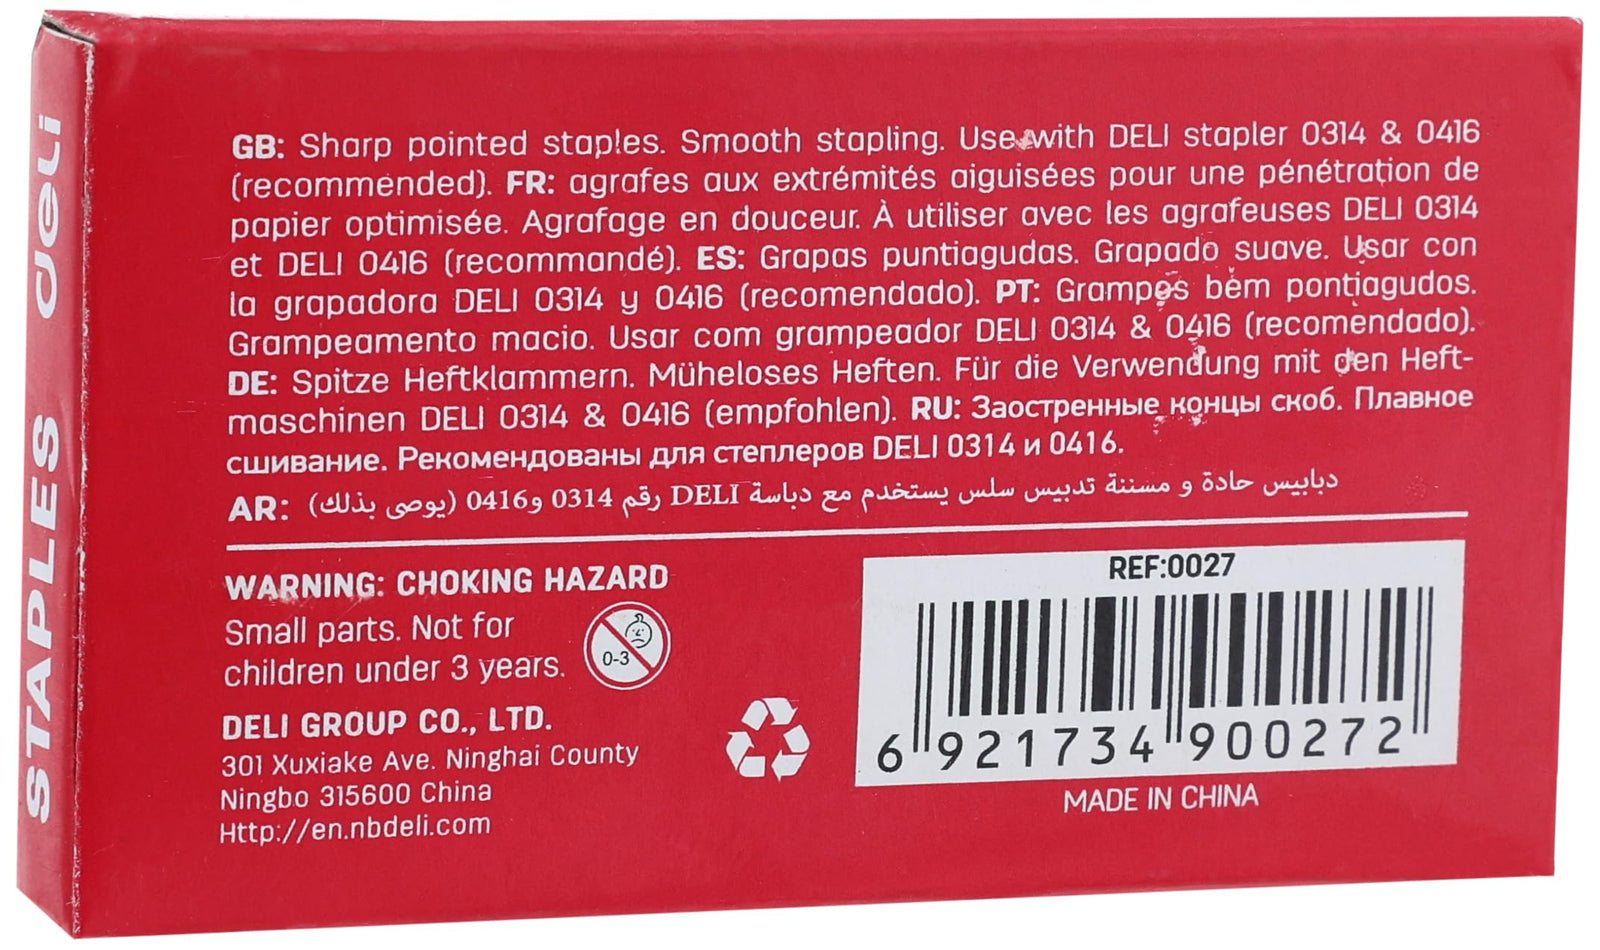 STAPLES deli
GB: Sharp pointed staples. Smooth stapling. Use with DELI stapler 0314 & 0416
(recommended). FR: agrafes aux extrémités aiguisées pour une pénétration de
papier optimisée. Agrafage en douceur. À utiliser avec les agrafeuses DELI 0314
et DELI 0416 (recommandé). ES: Grapas puntiagudas. Grapado suave. Usar con
la grapadora DELI 0314 y 0416 (recomendado). PT: Grampos bem pontiagudos.
Grampeamento macio. Usar com grampeador DELI 0314 & 0416 (recomendado).
DE: Spitze Heftklammern. Müheloses Heften. Für die Verwendung mit den Heft-
maschinen DELI 0314 & 0416 (empfohlen). RU: Заостренные концы скоб. Плавное
сшивание. Рекомендованы для степлеров DELI 0314 и 0416.
AR: دبابيس حادة و مسننة تدبيس سلس يستخدم مع دباسة DELI رقم 0314 و0416 (يوصى بذلك)
WARNING: CHOKING HAZARD
Small parts. Not for
children under 3 years.
0-3
DELI GROUP CO., LTD.
301 Xuxiake Ave. Ninghai County
Ningbo 315600 China
Http://en.nbdeli.com
REF:0027
6 921734 900272
MADE IN CHINA